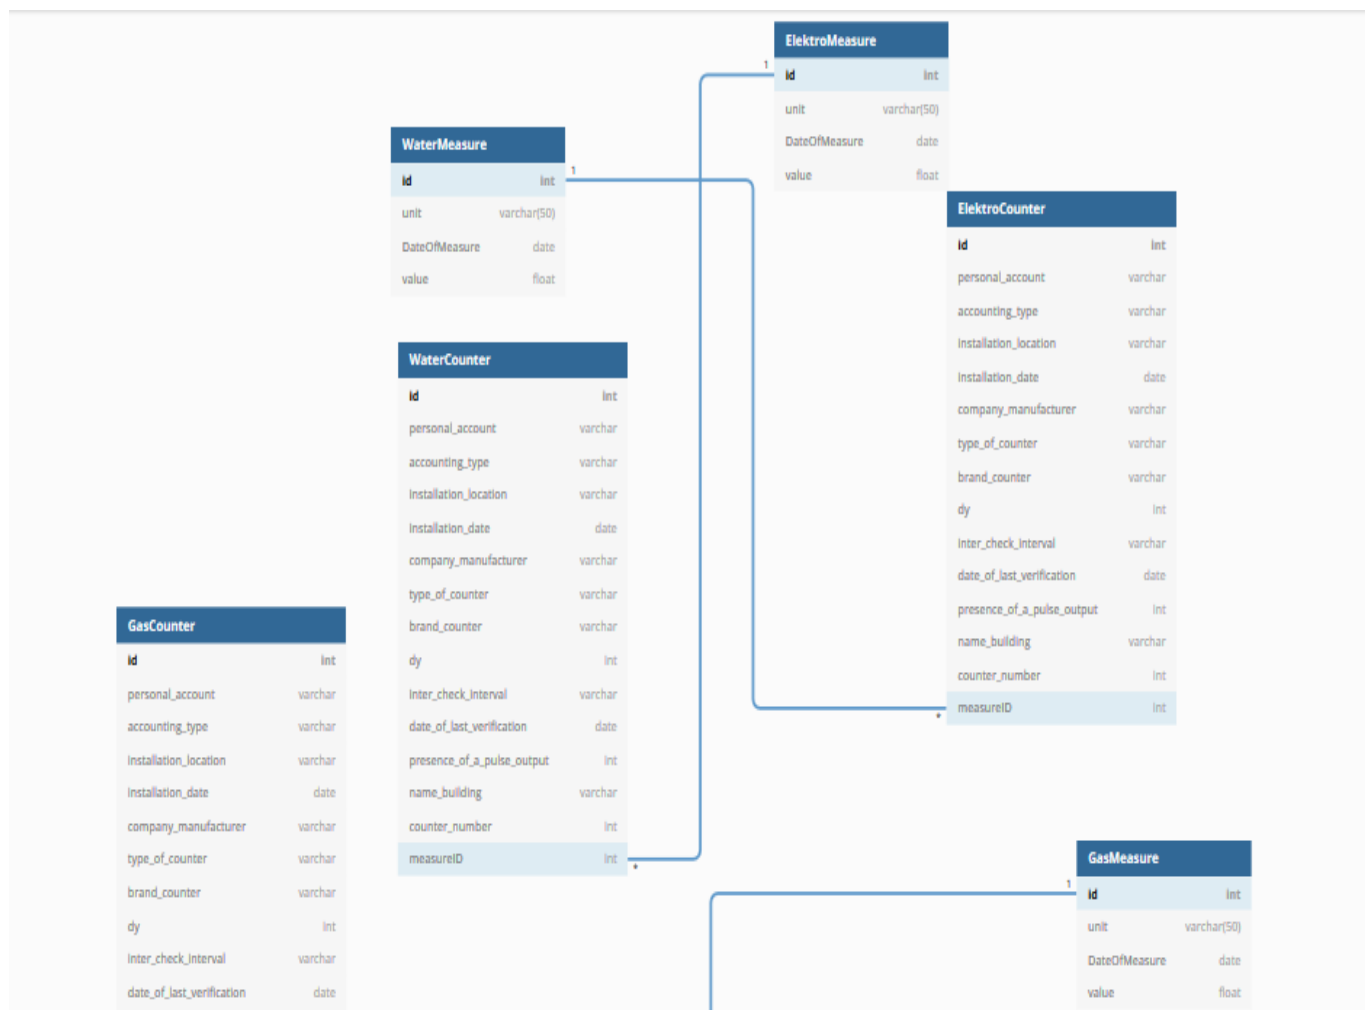 ElektroMeasure
1
id int
unit varchar(50)
DateOfMeasure date
value float
WaterMeasure
id int
1
unit varchar(50)
DateOfMeasure date
value float
ElektroCounter
id int
personal_account varchar
accounting_type varchar
installation_location varchar
installation_date date
company_manufacturer varchar
type_of_counter varchar
brand_counter varchar
dy int
inter_check_interval varchar
date_of_last_verification date
presence_of_a_pulse_output int
name_building varchar
counter_number int
measureID int
*
WaterCounter
id int
personal_account varchar
accounting_type varchar
installation_location varchar
installation_date date
company_manufacturer varchar
type_of_counter varchar
brand_counter varchar
dy int
inter_check_interval varchar
date_of_last_verification date
presence_of_a_pulse_output int
name_building varchar
counter_number int
measureID int
*
GasCounter
id int
personal_account varchar
accounting_type varchar
installation_location varchar
installation_date date
company_manufacturer varchar
type_of_counter varchar
brand_counter varchar
dy int
inter_check_interval varchar
date_of_last_verification date
GasMeasure
1
id int
unit varchar(50)
DateOfMeasure date
value float